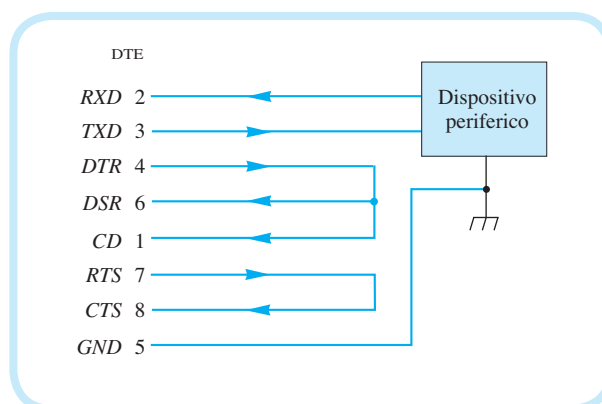 DTE
RXD 2
TXD 3
DTR 4
DSR 6
CD 1
RTS 7
CTS 8
GND 5
Dispositivo
periferico